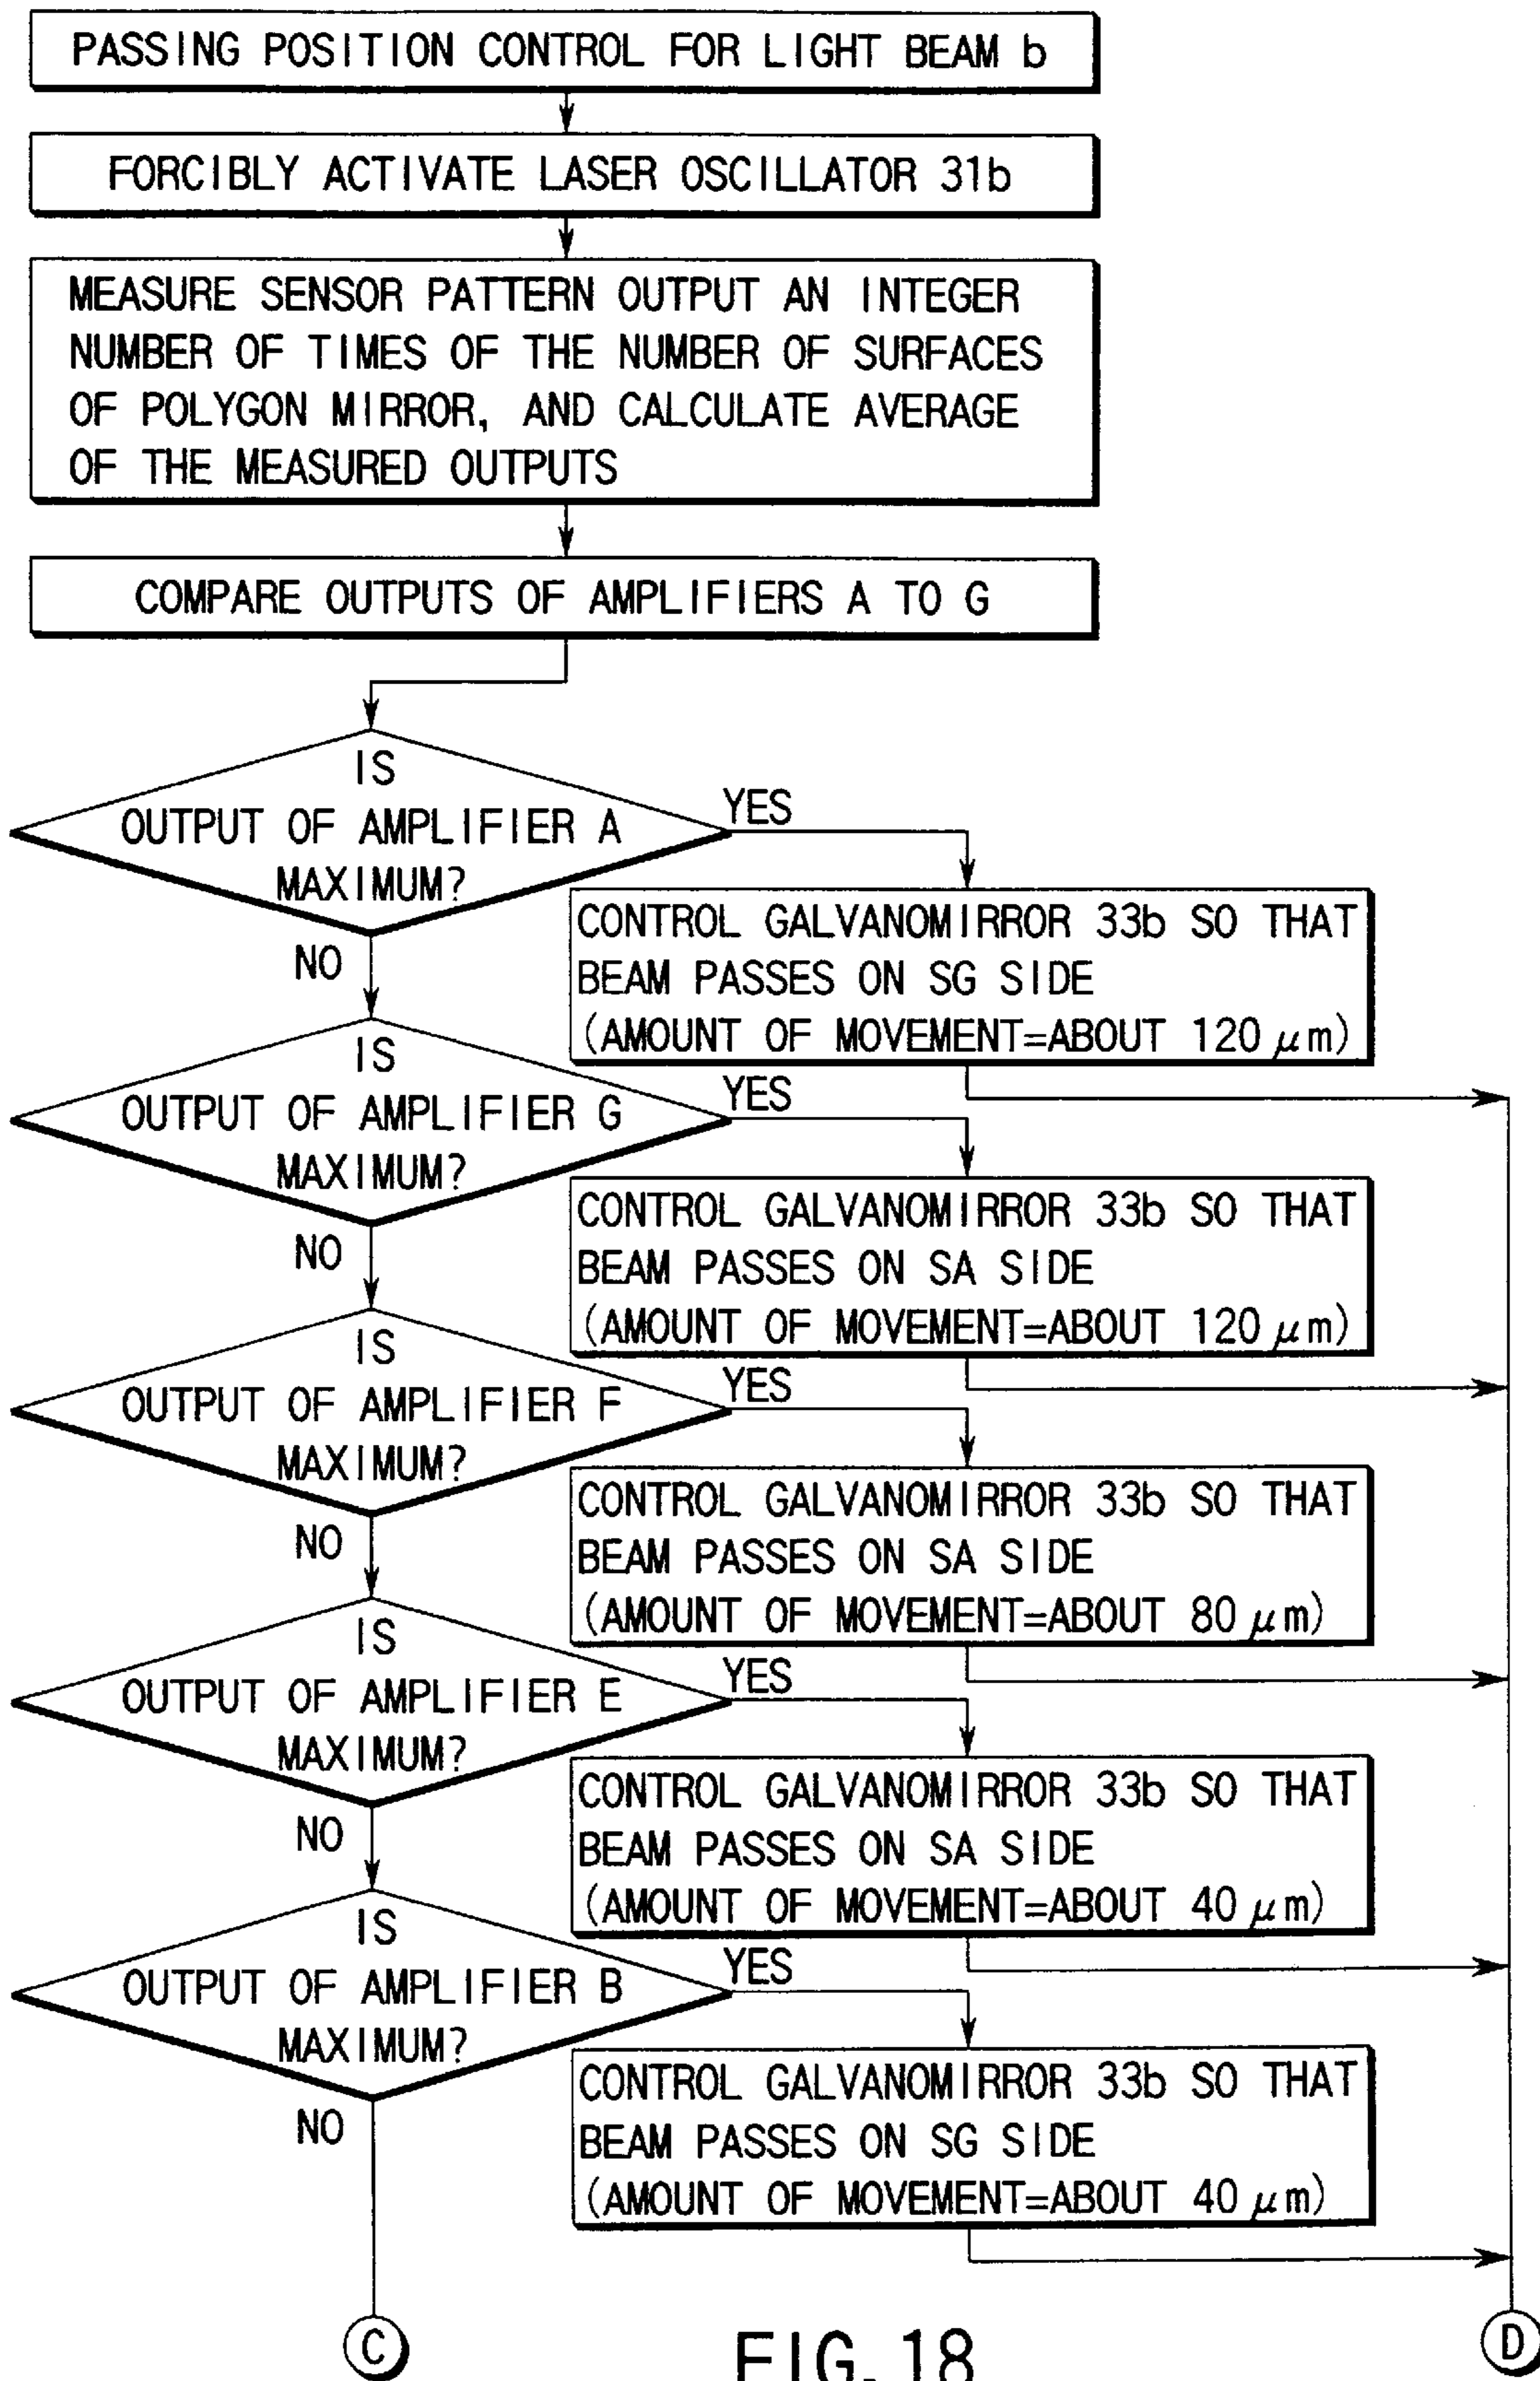 PASSING POSITION CONTROL FOR LIGHT BEAM b
FORCIBLY ACTIVATE LASER OSCILLATOR 31b
MEASURE SENSOR PATTERN OUTPUT AN INTEGER
NUMBER OF TIMES OF THE NUMBER OF SURFACES
OF POLYGON MIRROR, AND CALCULATE AVERAGE
OF THE MEASURED OUTPUTS
COMPARE OUTPUTS OF AMPLIFIERS A TO G
IS
OUTPUT OF AMPLIFIER A
MAXIMUM?
YES
NO
CONTROL GALVANOMIRROR 33b SO THAT
BEAM PASSES ON SG SIDE
(AMOUNT OF MOVEMENT=ABOUT 120 μm)
IS
OUTPUT OF AMPLIFIER G
MAXIMUM?
YES
NO
CONTROL GALVANOMIRROR 33b SO THAT
BEAM PASSES ON SA SIDE
(AMOUNT OF MOVEMENT=ABOUT 120 μm)
IS
OUTPUT OF AMPLIFIER F
MAXIMUM?
YES
NO
CONTROL GALVANOMIRROR 33b SO THAT
BEAM PASSES ON SA SIDE
(AMOUNT OF MOVEMENT=ABOUT 80 μm)
IS
OUTPUT OF AMPLIFIER E
MAXIMUM?
YES
NO
CONTROL GALVANOMIRROR 33b SO THAT
BEAM PASSES ON SA SIDE
(AMOUNT OF MOVEMENT=ABOUT 40 μm)
IS
OUTPUT OF AMPLIFIER B
MAXIMUM?
YES
NO
CONTROL GALVANOMIRROR 33b SO THAT
BEAM PASSES ON SG SIDE
(AMOUNT OF MOVEMENT=ABOUT 40 μm)
C
D
FIG. 18